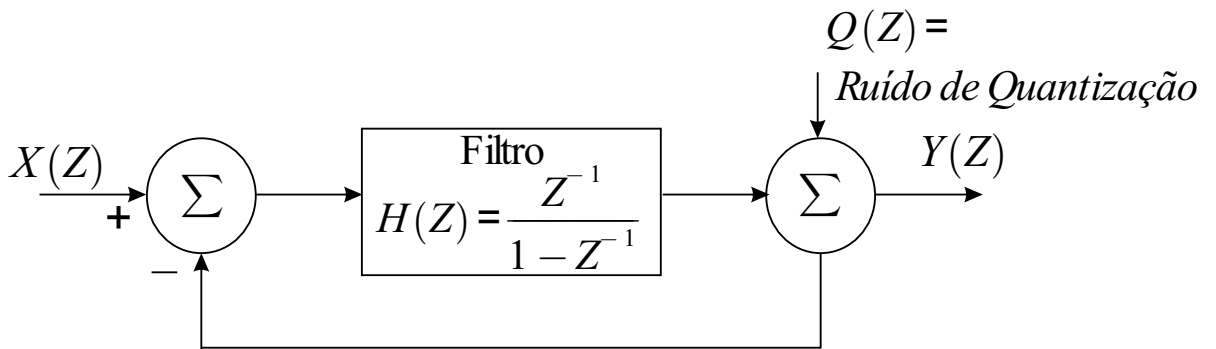 Q(Z) =
Ruído de Quantização
X(Z)
+
−
Σ
Filtro
H(Z) = Z^{-1} / (1 − Z^{-1})
Σ
Y(Z)